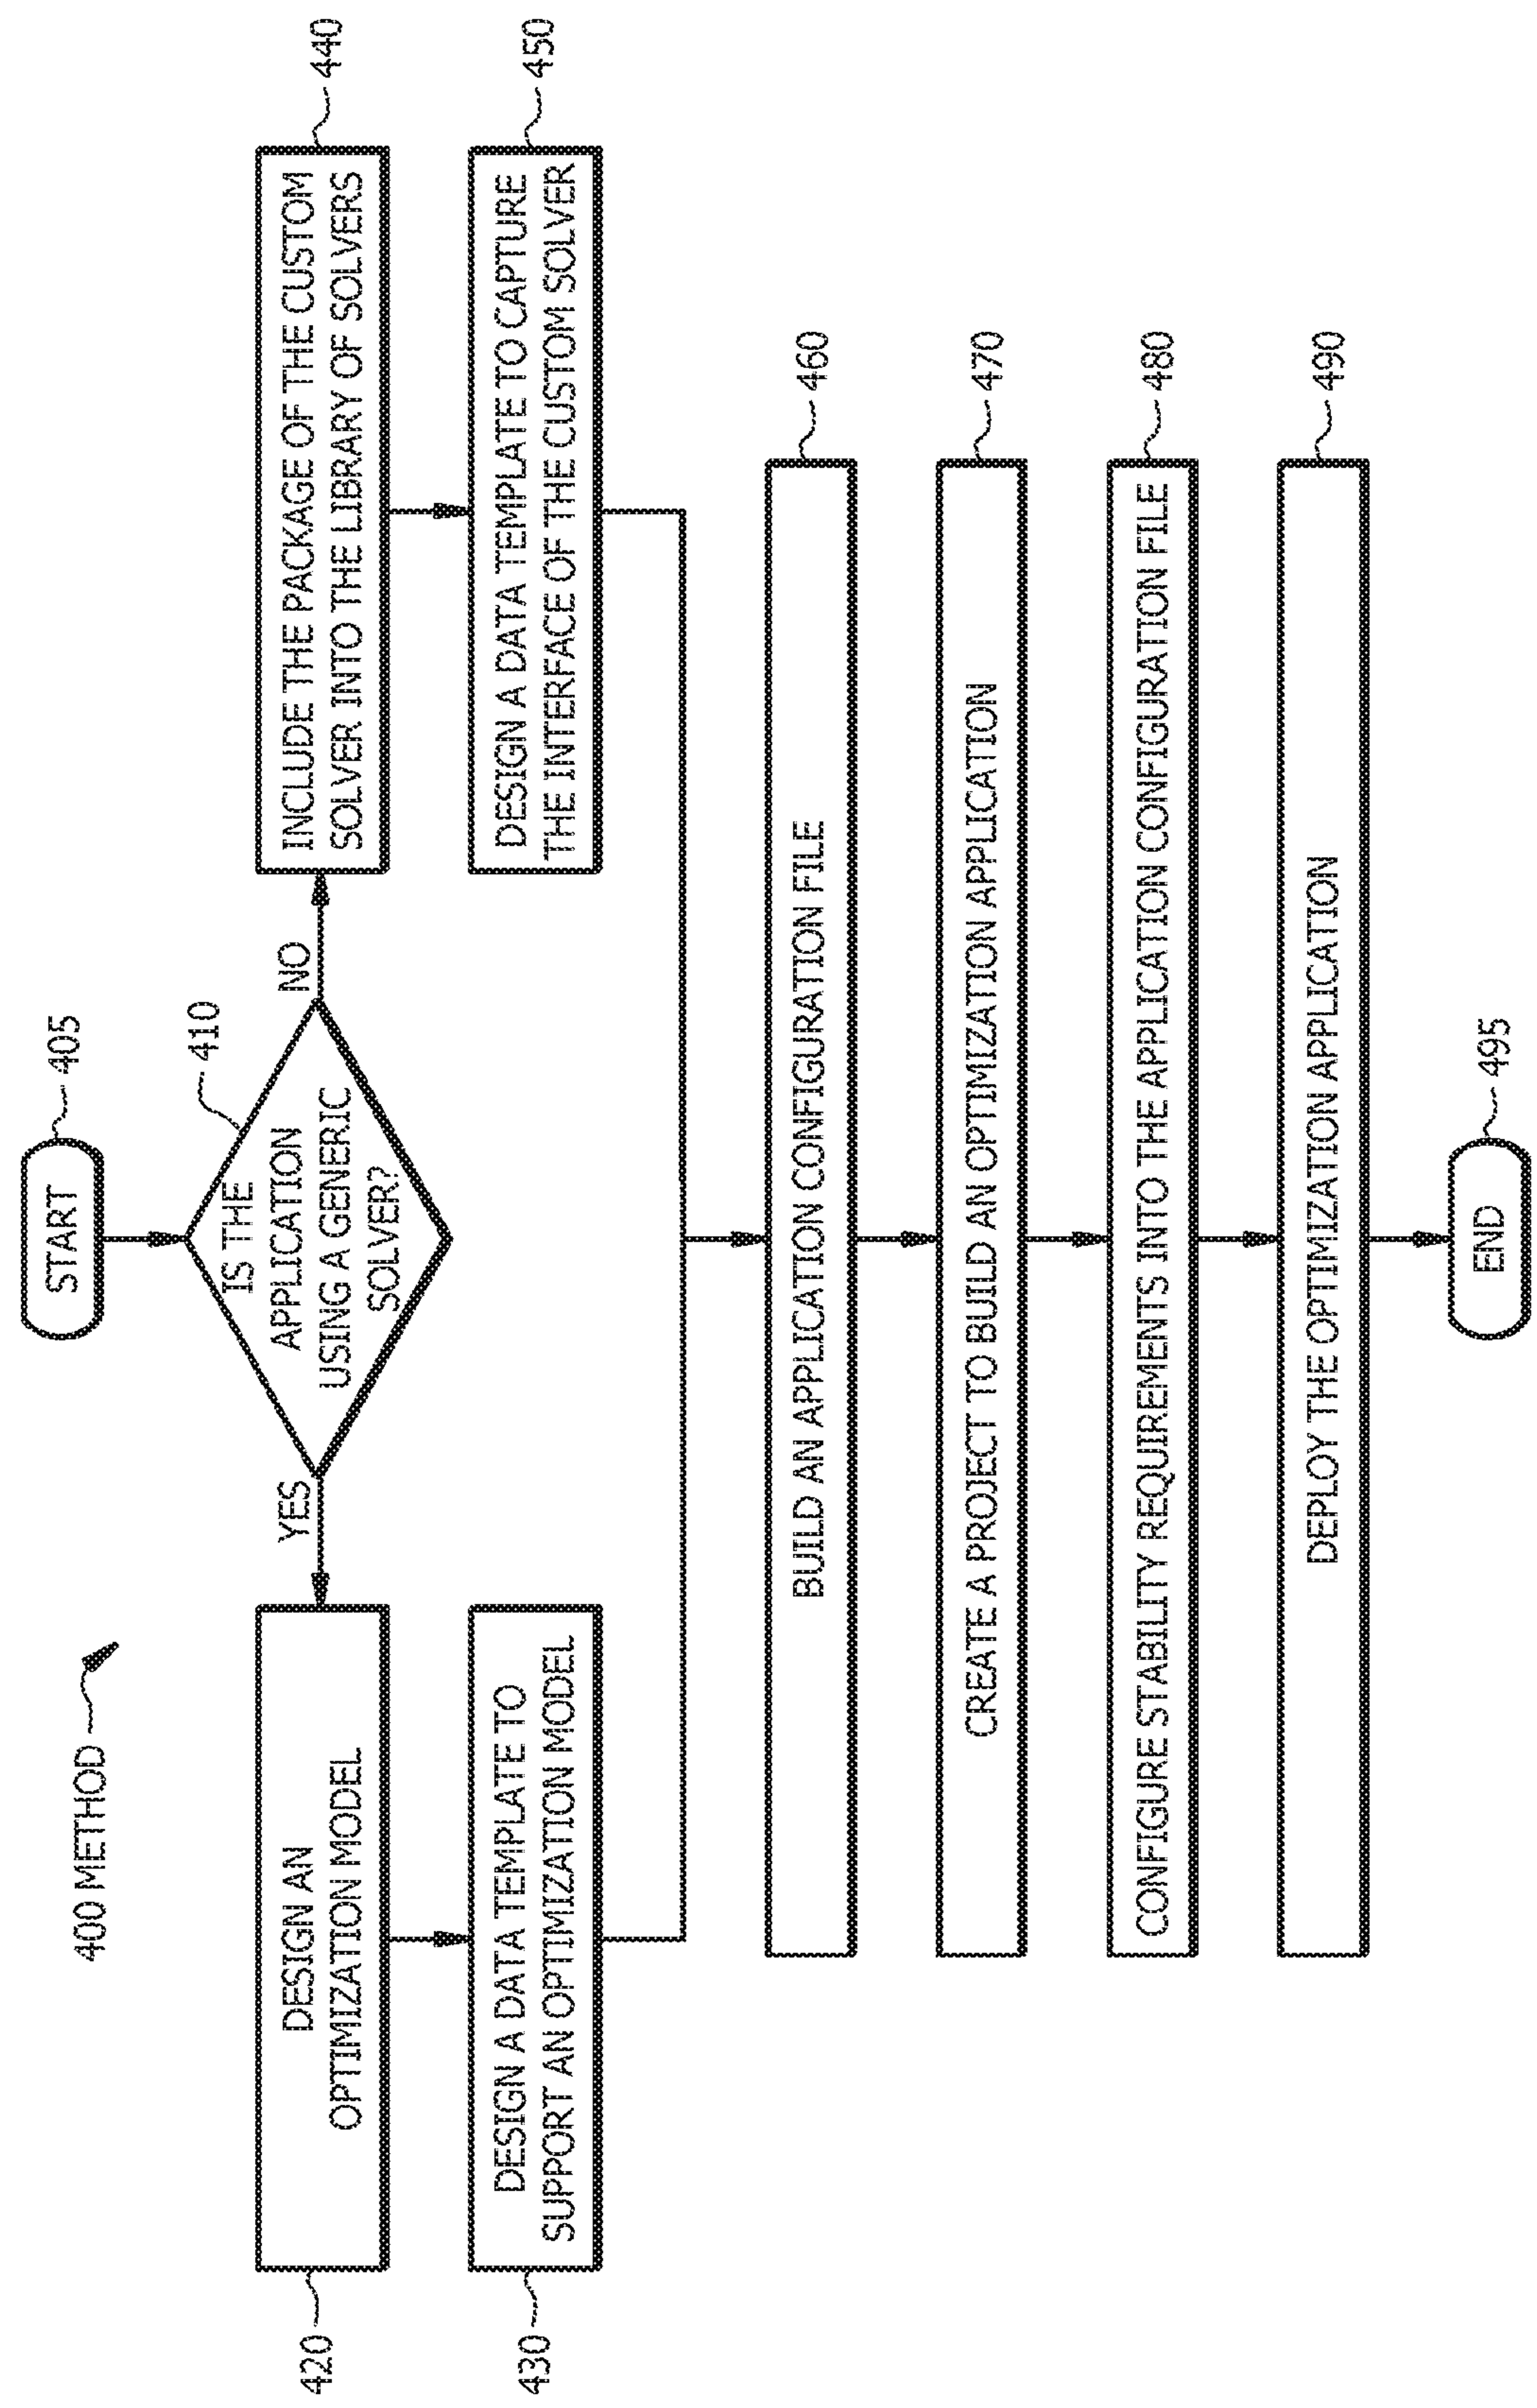 400 METHOD
START
405
IS THE
APPLICATION
USING A GENERIC
SOLVER?
410
YES
NO
DESIGN AN
OPTIMIZATION MODEL
420
DESIGN A DATA TEMPLATE TO
SUPPORT AN OPTIMIZATION MODEL
430
INCLUDE THE PACKAGE OF THE CUSTOM
SOLVER INTO THE LIBRARY OF SOLVERS
440
DESIGN A DATA TEMPLATE TO CAPTURE
THE INTERFACE OF THE CUSTOM SOLVER
450
BUILD AN APPLICATION CONFIGURATION FILE
460
CREATE A PROJECT TO BUILD AN OPTIMIZATION APPLICATION
470
CONFIGURE STABILITY REQUIREMENTS INTO THE APPLICATION CONFIGURATION FILE
480
DEPLOY THE OPTIMIZATION APPLICATION
490
END
495